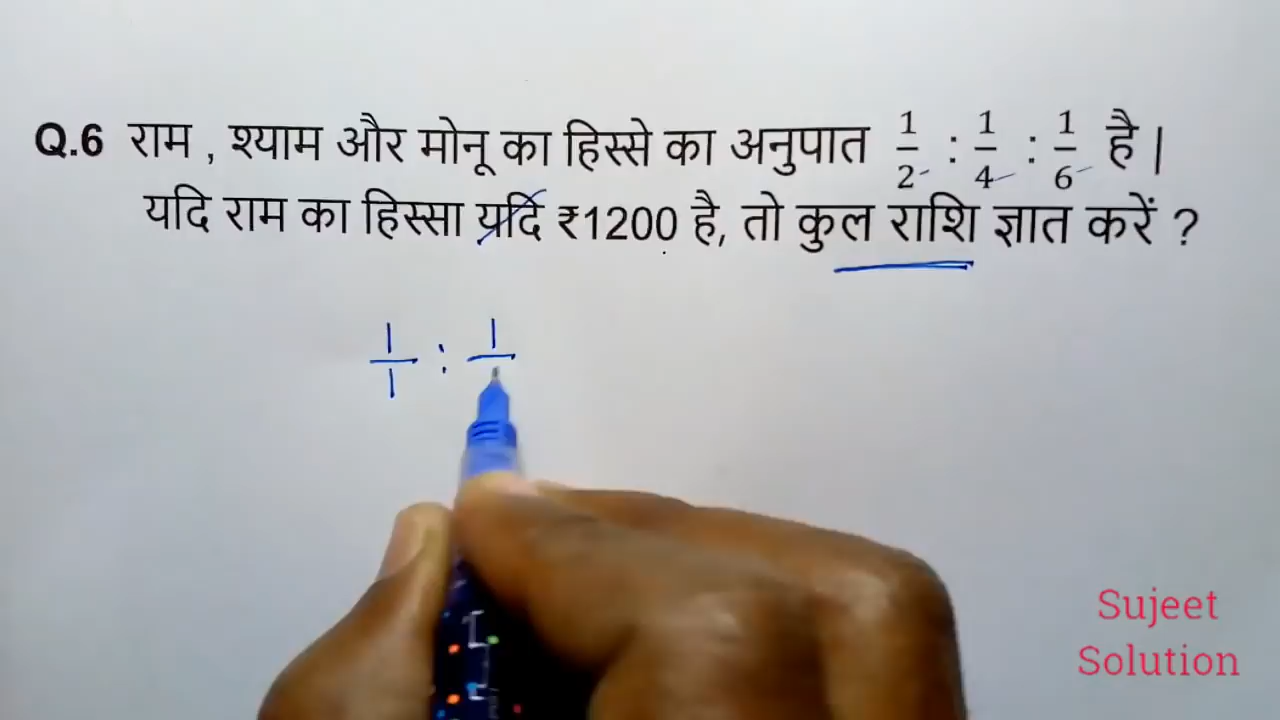 Q.6 राम , श्याम और मोनू का हिस्से का अनुपात 1/2 : 1/4 : 1/6 है |
यदि राम का हिस्सा यदि ₹1200 है, तो कुल राशि ज्ञात करें ?
1/1 : 1/
Sujeet
Solution